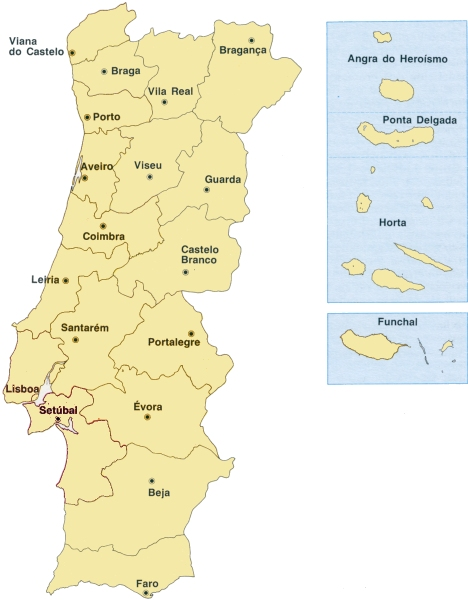 Viana
do Castelo
Braga
Vila Real
Bragança
Porto
Aveiro
Viseu
Guarda
Coimbra
Castelo
Branco
Leiria
Santarém
Portalegre
Lisboa
Setúbal
Évora
Beja
Faro
Angra do Heroísmo
Ponta Delgada
Horta
Funchal